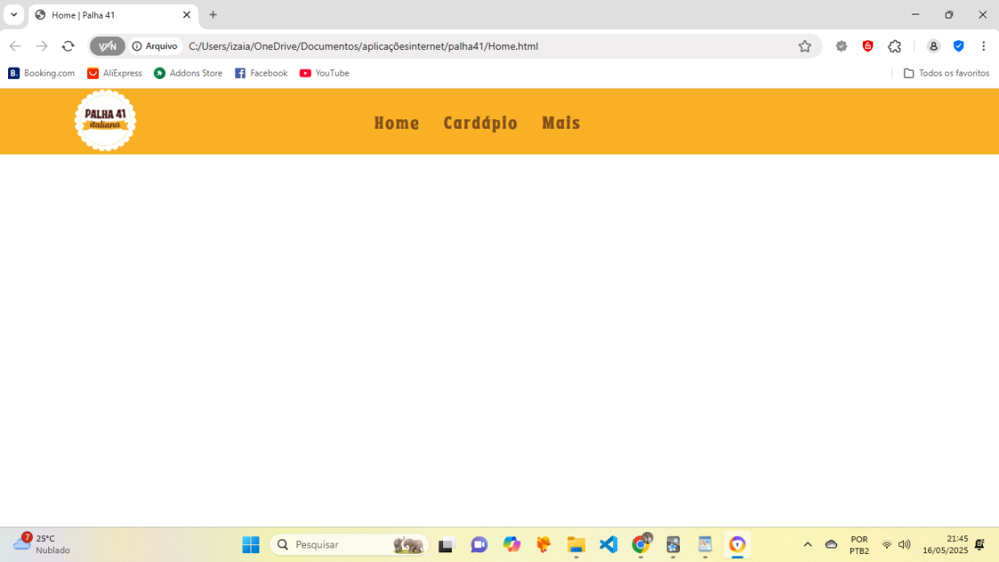 Home | Palha 41
Arquivo
C:/Users/izaia/OneDrive/Documentos/aplicaçõesinternet/palha41/Home.html
B. Booking.com
AliExpress
Addons Store
Facebook
YouTube
Todos os favoritos
PALHA 41
italiana
Home
Cardápio
Mais
7
25°C
Nublado
Pesquisar
POR
PTB2
21:45
16/05/2025